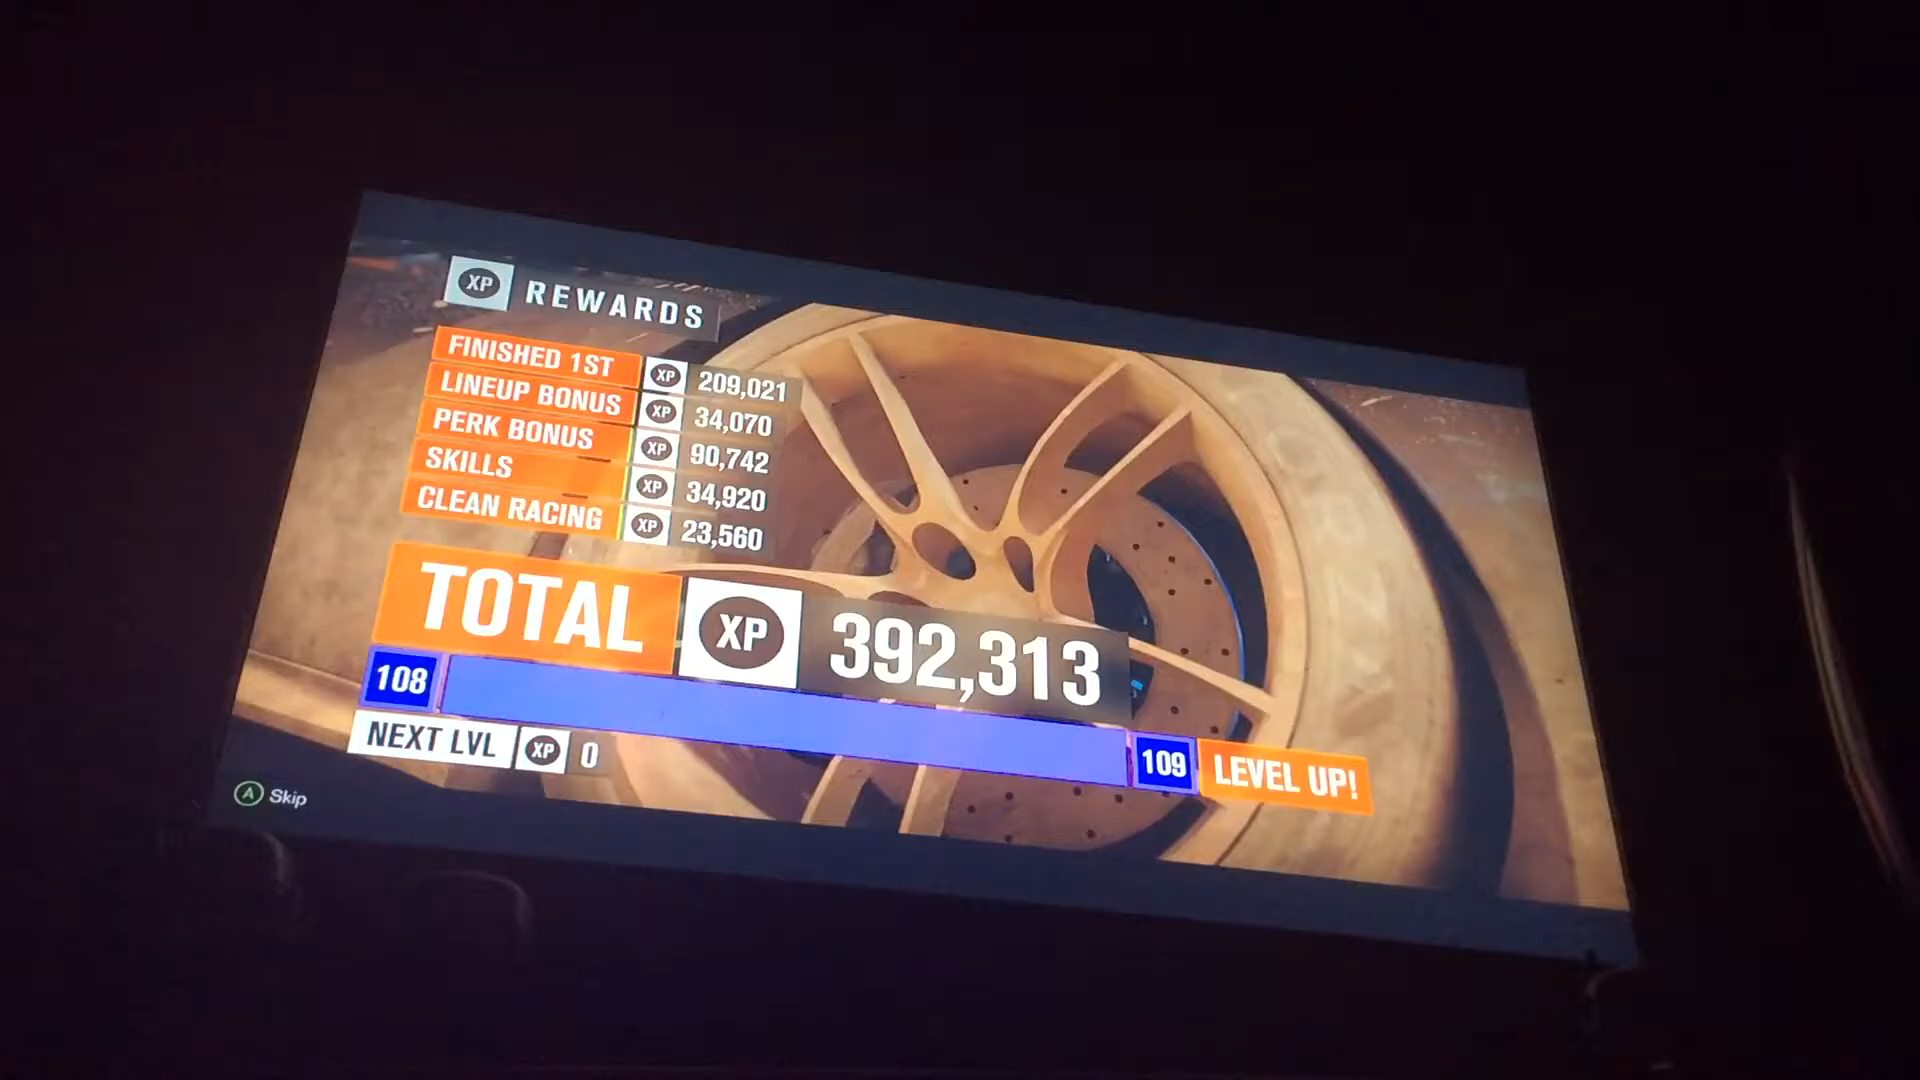 XP REWARDS
FINISHED 1ST XP 209,021
LINEUP BONUS XP 34,070
PERK BONUS XP 90,742
SKILLS XP 34,920
CLEAN RACING XP 23,560
TOTAL XP 392,313
108 109 LEVEL UP!
NEXT LVL XP 0
A Skip